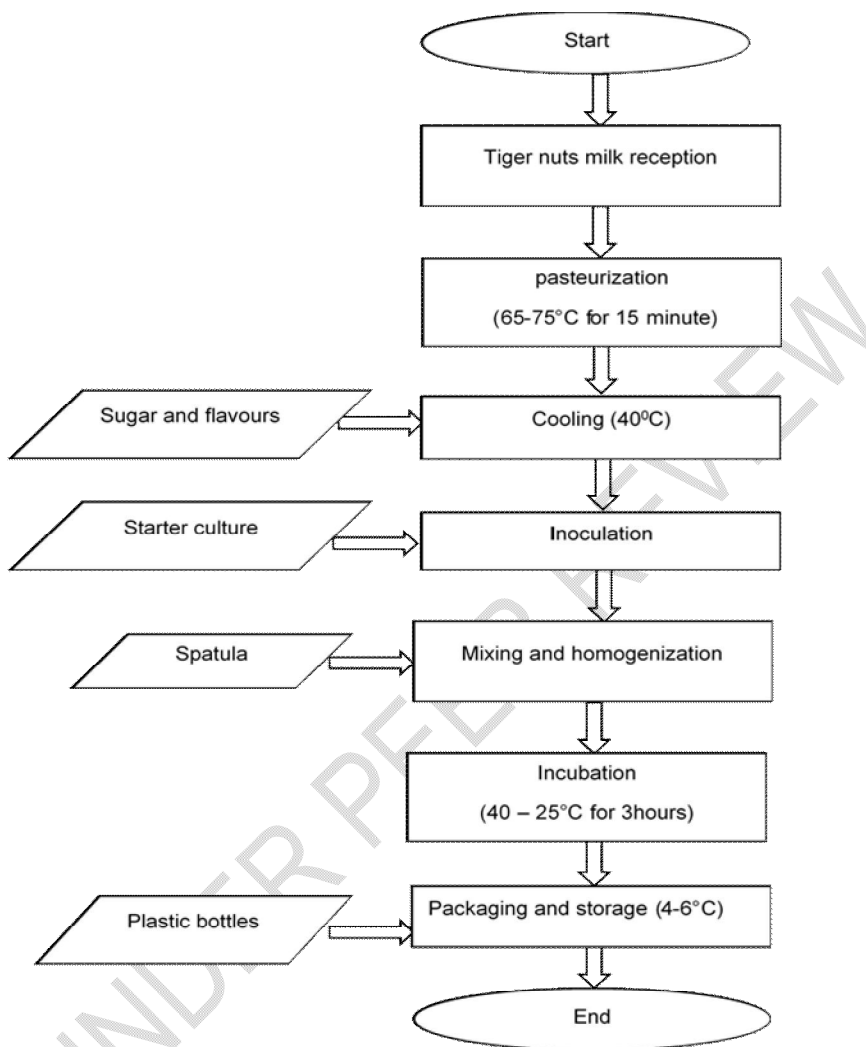 Start
Tiger nuts milk reception
pasteurization
(65-75°C for 15 minute)
Sugar and flavours
Cooling (40⁰C)
Starter culture
Inoculation
Spatula
Mixing and homogenization
Incubation
(40 – 25°C for 3hours)
Plastic bottles
Packaging and storage (4-6°C)
End
UNDER PEER REVIEW